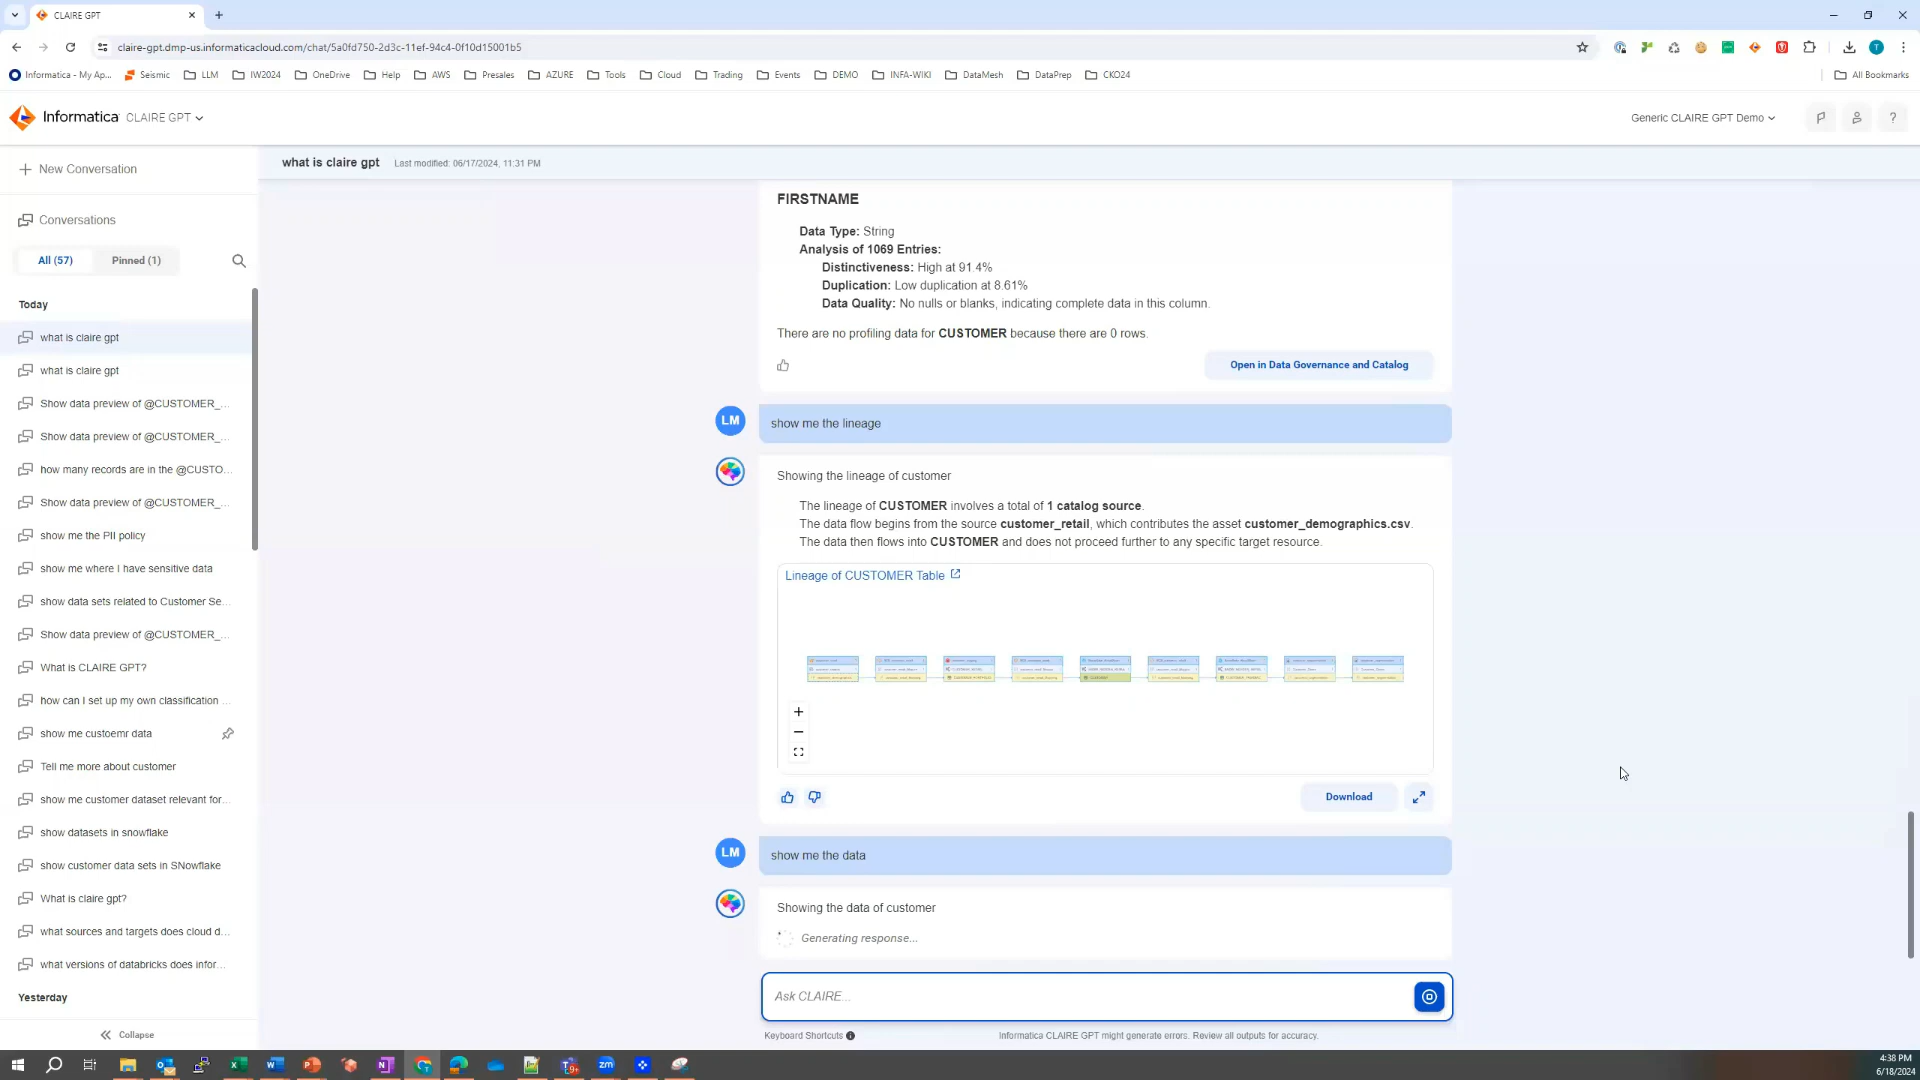 CLAIRE GPT
claire-gpt.dmp-us.informaticacloud.com/chat/5a0fd750-2d3c-11ef-94c4-0f10d15001b5
Informatica - My Ap... Seismic LLM IW2024 OneDrive Help AWS Presales AZURE Tools Cloud Trading Events DEMO INFA-WIKI DataMesh DataPrep CKO24 All Bookmarks
Informatica CLAIRE GPT Generic CLAIRE GPT Demo
New Conversation
Conversations
All (57) Pinned (1)
Today
what is claire gpt
what is claire gpt
Show data preview of @CUSTOMER_...
Show data preview of @CUSTOMER_...
how many records are in the @CUSTO...
Show data preview of @CUSTOMER_...
show me the PII policy
show me where I have sensitive data
show data sets related to Customer Se...
Show data preview of @CUSTOMER_...
What is CLAIRE GPT?
how can I set up my own classification ...
show me custoemr data
Tell me more about customer
show me customer dataset relevant for...
show datasets in snowflake
show customer data sets in SNowflake
What is claire gpt?
what sources and targets does cloud d...
what versions of databricks does infor...
Yesterday
Collapse
what is claire gpt Last modified: 06/17/2024, 11:31 PM
FIRSTNAME
Data Type: String
Analysis of 1069 Entries:
Distinctiveness: High at 91.4%
Duplication: Low duplication at 8.61%
Data Quality: No nulls or blanks, indicating complete data in this column.
There are no profiling data for CUSTOMER because there are 0 rows.
Open in Data Governance and Catalog
LM show me the lineage
Showing the lineage of customer
The lineage of CUSTOMER involves a total of 1 catalog source.
The data flow begins from the source customer_retail, which contributes the asset customer_demographics.csv.
The data then flows into CUSTOMER and does not proceed further to any specific target resource.
Lineage of CUSTOMER Table
Download
LM show me the data
Showing the data of customer
Generating response...
Ask CLAIRE...
Keyboard Shortcuts Informatica CLAIRE GPT might generate errors. Review all outputs for accuracy.
4:38 PM
6/18/2024